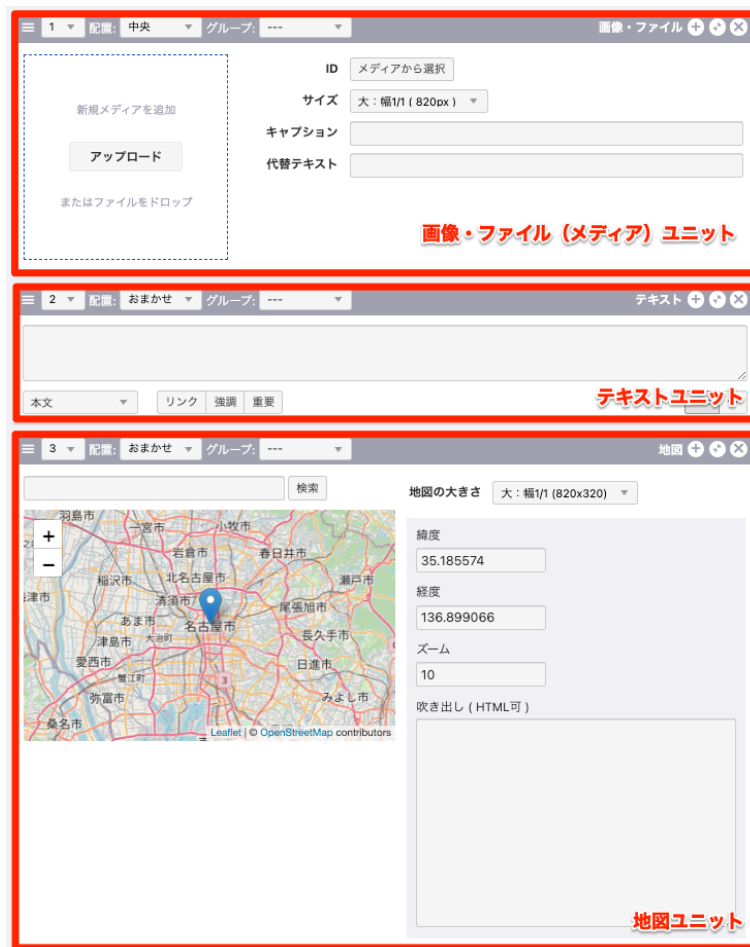 1 配置: 中央 グループ: --- 画像・ファイル
ID メディアから選択
新規メディアを追加
サイズ 大：幅1/1 ( 820px )
キャプション
アップロード
代替テキスト
またはファイルをドロップ
画像・ファイル（メディア）ユニット
2 配置: おまかせ グループ: --- テキスト
本文 リンク 強調 重要
テキストユニット
3 配置: おまかせ グループ: --- 地図
検索
地図の大きさ 大：幅1/1 (820x320)
+
−
羽島市
一宮市
小牧市
岩倉市
春日井市
稲沢市
北名古屋市
瀬戸市
津市
清須市
尾張旭市
あま市
名古屋市
津島市
大治町
長久手市
愛西市
日進市
蟹江町
3
弥富市
みよし市
桑名市
Leaflet | © OpenStreetMap contributors
緯度
35.185574
経度
136.899066
ズーム
10
吹き出し ( HTML可 )
地図ユニット